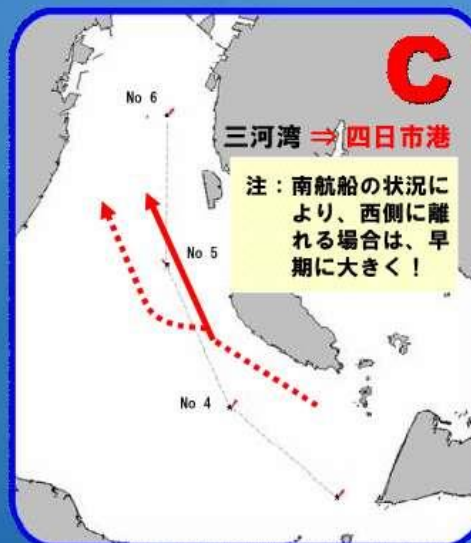 C
No 6
三河湾 ⇒ 四日市港
注：南航船の状況に
より、西側に離
れる場合は、早
期に大きく！
No 5
No 4